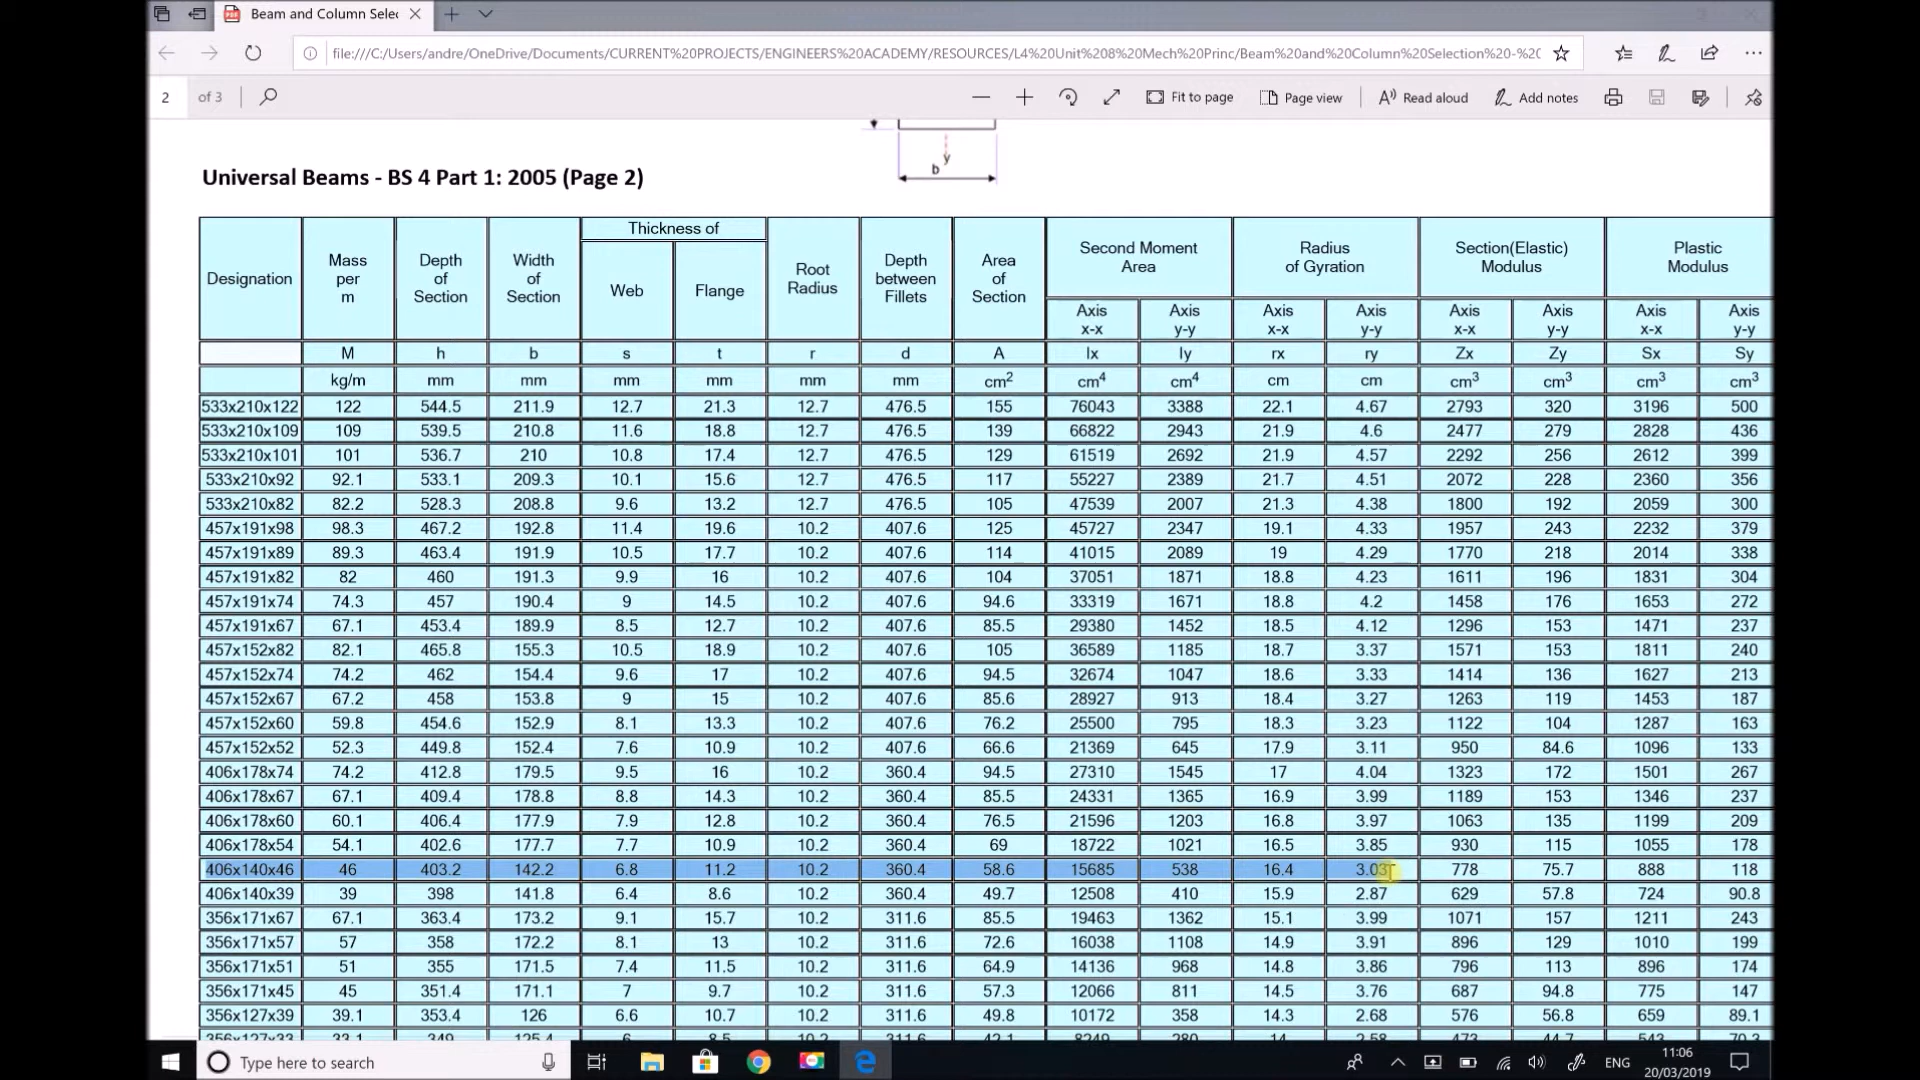 Beam and Column Selec
file:///C:/Users/andre/OneDrive/Documents/CURRENT%20PROJECTS/ENGINEERS%20ACADEMY/RESOURCES/L4%20Unit%208%20Mech%20Princ/Beam%20and%20Column%20Selection%20-%20
2 of 3 Fit to page Page view Read aloud Add notes
y
b
Universal Beams - BS 4 Part 1: 2005 (Page 2)
Designation Mass per m Depth of Section Width of Section Thickness of Web Flange Root Radius Depth between Fillets Area of Section Second Moment Area Radius of Gyration Section(Elastic) Modulus Plastic Modulus
Axis x-x Axis y-y Axis x-x Axis y-y Axis x-x Axis y-y Axis x-x Axis y-y
M h b s t r d A Ix Iy rx ry Zx Zy Sx Sy
kg/m mm mm mm mm mm mm cm2 cm4 cm4 cm cm cm3 cm3 cm3 cm3
533x210x122 122 544.5 211.9 12.7 21.3 12.7 476.5 155 76043 3388 22.1 4.67 2793 320 3196 500
533x210x109 109 539.5 210.8 11.6 18.8 12.7 476.5 139 66822 2943 21.9 4.6 2477 279 2828 436
533x210x101 101 536.7 210 10.8 17.4 12.7 476.5 129 61519 2692 21.9 4.57 2292 256 2612 399
533x210x92 92.1 533.1 209.3 10.1 15.6 12.7 476.5 117 55227 2389 21.7 4.51 2072 228 2360 356
533x210x82 82.2 528.3 208.8 9.6 13.2 12.7 476.5 105 47539 2007 21.3 4.38 1800 192 2059 300
457x191x98 98.3 467.2 192.8 11.4 19.6 10.2 407.6 125 45727 2347 19.1 4.33 1957 243 2232 379
457x191x89 89.3 463.4 191.9 10.5 17.7 10.2 407.6 114 41015 2089 19 4.29 1770 218 2014 338
457x191x82 82 460 191.3 9.9 16 10.2 407.6 104 37051 1871 18.8 4.23 1611 196 1831 304
457x191x74 74.3 457 190.4 9 14.5 10.2 407.6 94.6 33319 1671 18.8 4.2 1458 176 1653 272
457x191x67 67.1 453.4 189.9 8.5 12.7 10.2 407.6 85.5 29380 1452 18.5 4.12 1296 153 1471 237
457x152x82 82.1 465.8 155.3 10.5 18.9 10.2 407.6 105 36589 1185 18.7 3.37 1571 153 1811 240
457x152x74 74.2 462 154.4 9.6 17 10.2 407.6 94.5 32674 1047 18.6 3.33 1414 136 1627 213
457x152x67 67.2 458 153.8 9 15 10.2 407.6 85.6 28927 913 18.4 3.27 1263 119 1453 187
457x152x60 59.8 454.6 152.9 8.1 13.3 10.2 407.6 76.2 25500 795 18.3 3.23 1122 104 1287 163
457x152x52 52.3 449.8 152.4 7.6 10.9 10.2 407.6 66.6 21369 645 17.9 3.11 950 84.6 1096 133
406x178x74 74.2 412.8 179.5 9.5 16 10.2 360.4 94.5 27310 1545 17 4.04 1323 172 1501 267
406x178x67 67.1 409.4 178.8 8.8 14.3 10.2 360.4 85.5 24331 1365 16.9 3.99 1189 153 1346 237
406x178x60 60.1 406.4 177.9 7.9 12.8 10.2 360.4 76.5 21596 1203 16.8 3.97 1063 135 1199 209
406x178x54 54.1 402.6 177.7 7.7 10.9 10.2 360.4 69 18722 1021 16.5 3.85 930 115 1055 178
406x140x46 46 403.2 142.2 6.8 11.2 10.2 360.4 58.6 15685 538 16.4 3.03 778 75.7 888 118
406x140x39 39 398 141.8 6.4 8.6 10.2 360.4 49.7 12508 410 15.9 2.87 629 57.8 724 90.8
356x171x67 67.1 363.4 173.2 9.1 15.7 10.2 311.6 85.5 19463 1362 15.1 3.99 1071 157 1211 243
356x171x57 57 358 172.2 8.1 13 10.2 311.6 72.6 16038 1108 14.9 3.91 896 129 1010 199
356x171x51 51 355 171.5 7.4 11.5 10.2 311.6 64.9 14136 968 14.8 3.86 796 113 896 174
356x171x45 45 351.4 171.1 7 9.7 10.2 311.6 57.3 12066 811 14.5 3.76 687 94.8 775 147
356x127x39 39.1 353.4 126 6.6 10.7 10.2 311.6 49.8 10172 358 14.3 2.68 576 56.8 659 89.1
356x127x33 33.1 349 125.4 6 8.5 10.2 311.6 42.1 8249 280 14 2.58 473 44.7 543 70.3
Type here to search ENG 11:06
20/03/2019